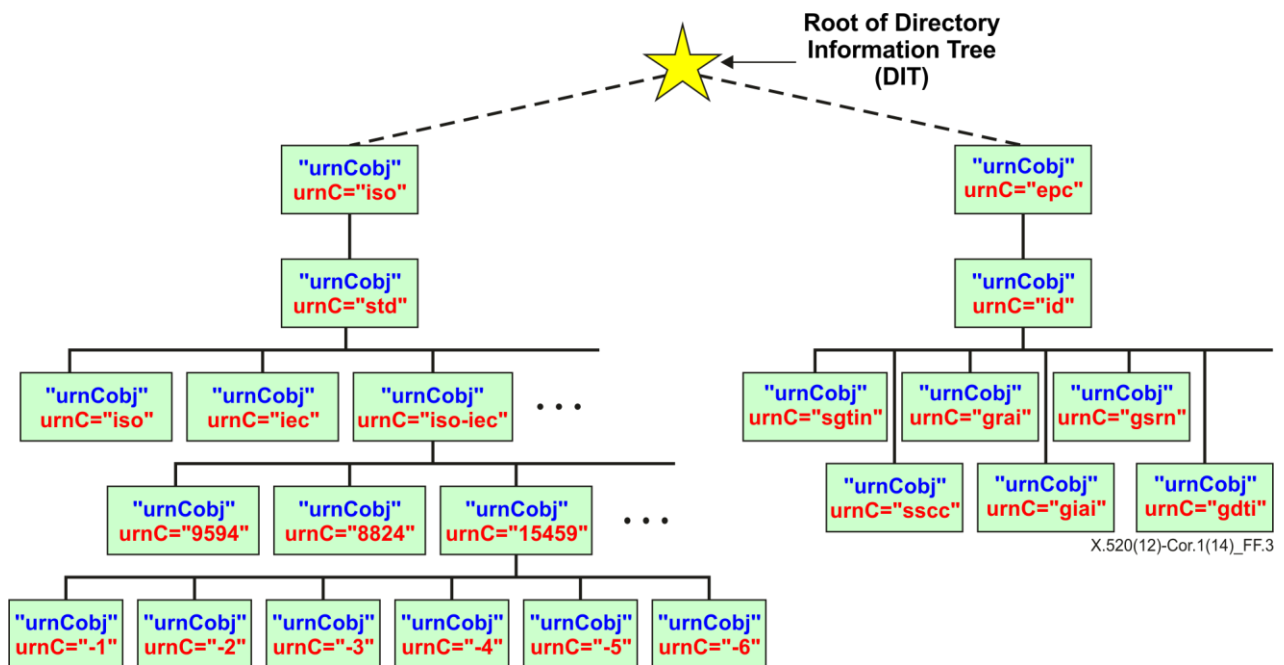 Root of Directory
Information Tree
(DIT)
"urnCobj"
urnC="iso"
"urnCobj"
urnC="epc"
"urnCobj"
urnC="std"
"urnCobj"
urnC="id"
"urnCobj"
urnC="iso"
"urnCobj"
urnC="iec"
"urnCobj"
urnC="iso-iec"
• • •
"urnCobj"
urnC="sgtin"
"urnCobj"
urnC="grai"
"urnCobj"
urnC="gsrn"
"urnCobj"
urnC="sscc"
"urnCobj"
urnC="giai"
"urnCobj"
urnC="gdti"
"urnCobj"
urnC="9594"
"urnCobj"
urnC="8824"
"urnCobj"
urnC="15459"
• • •
X.520(12)-Cor.1(14)_FF.3
"urnCobj"
urnC="-1"
"urnCobj"
urnC="-2"
"urnCobj"
urnC="-3"
"urnCobj"
urnC="-4"
"urnCobj"
urnC="-5"
"urnCobj"
urnC="-6"